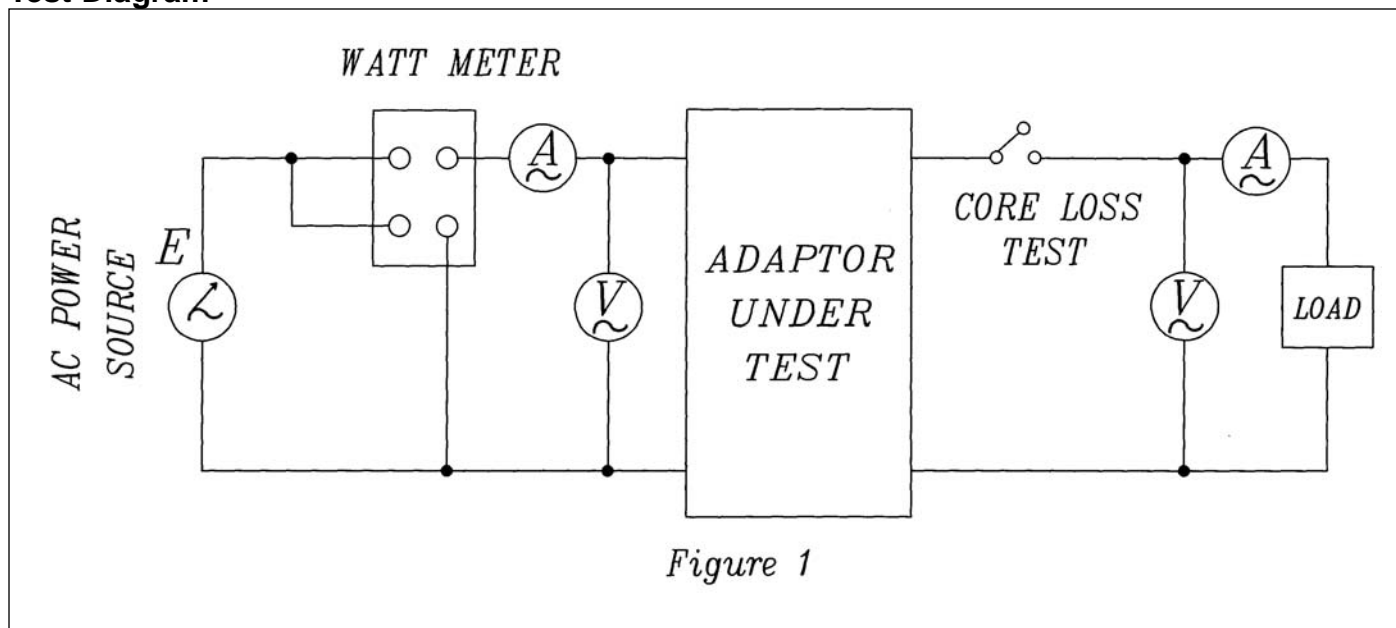 Test Diagram
WATT METER
AC POWER
SOURCE
E
A
V
ADAPTOR
UNDER
TEST
CORE LOSS
TEST
V
A
LOAD
Figure 1